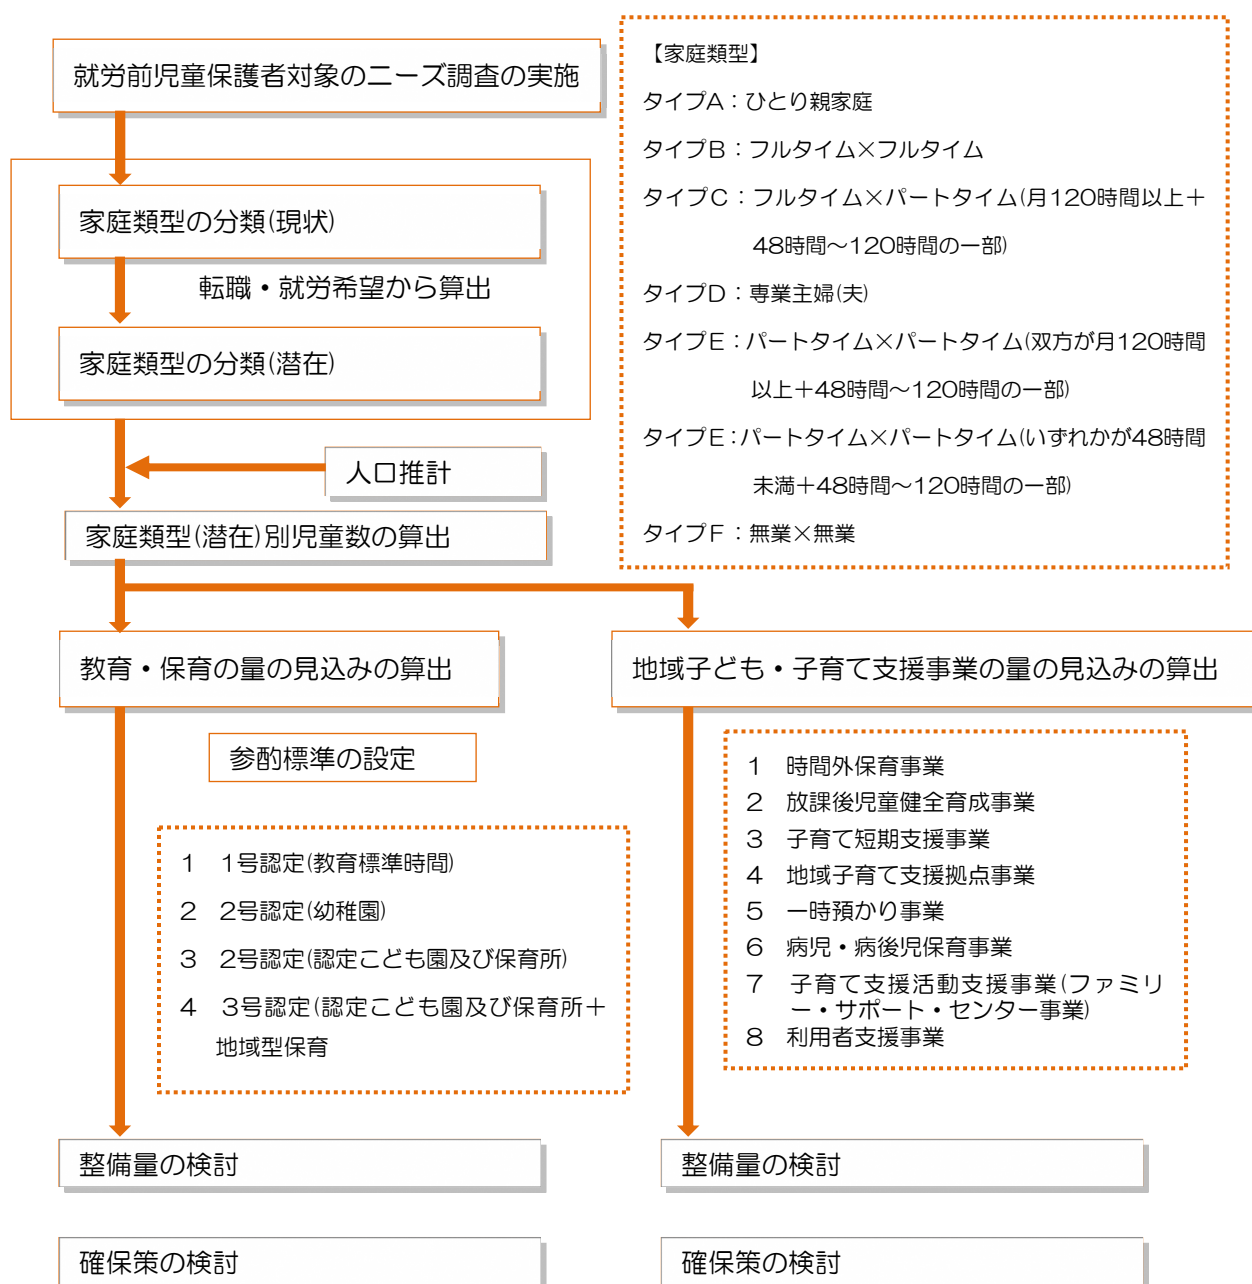 就労前児童保護者対象のニーズ調査の実施
家庭類型の分類(現状)
転職・就労希望から算出
家庭類型の分類(潜在)
人口推計
家庭類型(潜在)別児童数の算出
【家庭類型】
タイプA：ひとり親家庭
タイプB：フルタイム×フルタイム
タイプC：フルタイム×パートタイム(月120時間以上＋
48時間～120時間の一部)
タイプD：専業主婦(夫)
タイプE：パートタイム×パートタイム(双方が月120時間
以上＋48時間～120時間の一部)
タイプE：パートタイム×パートタイム(いずれかが48時間
未満＋48時間～120時間の一部)
タイプF：無業×無業
教育・保育の量の見込みの算出
参酌標準の設定
1 1号認定(教育標準時間)
2 2号認定(幼稚園)
3 2号認定(認定こども園及び保育所)
4 3号認定(認定こども園及び保育所＋
地域型保育
整備量の検討
確保策の検討
地域子ども・子育て支援事業の量の見込みの算出
1 時間外保育事業
2 放課後児童健全育成事業
3 子育て短期支援事業
4 地域子育て支援拠点事業
5 一時預かり事業
6 病児・病後児保育事業
7 子育て支援活動支援事業(ファミリ
ー・サポート・センター事業)
8 利用者支援事業
整備量の検討
確保策の検討